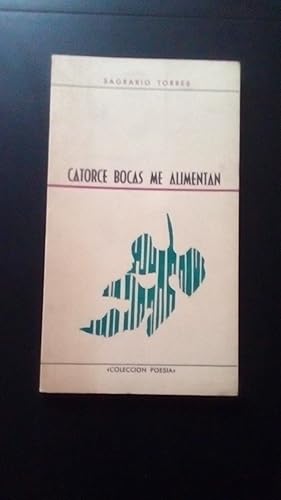 SAGRARIO TORRES
CATORCE BOCAS ME ALIMENTAN
«COLECCION POESIA»